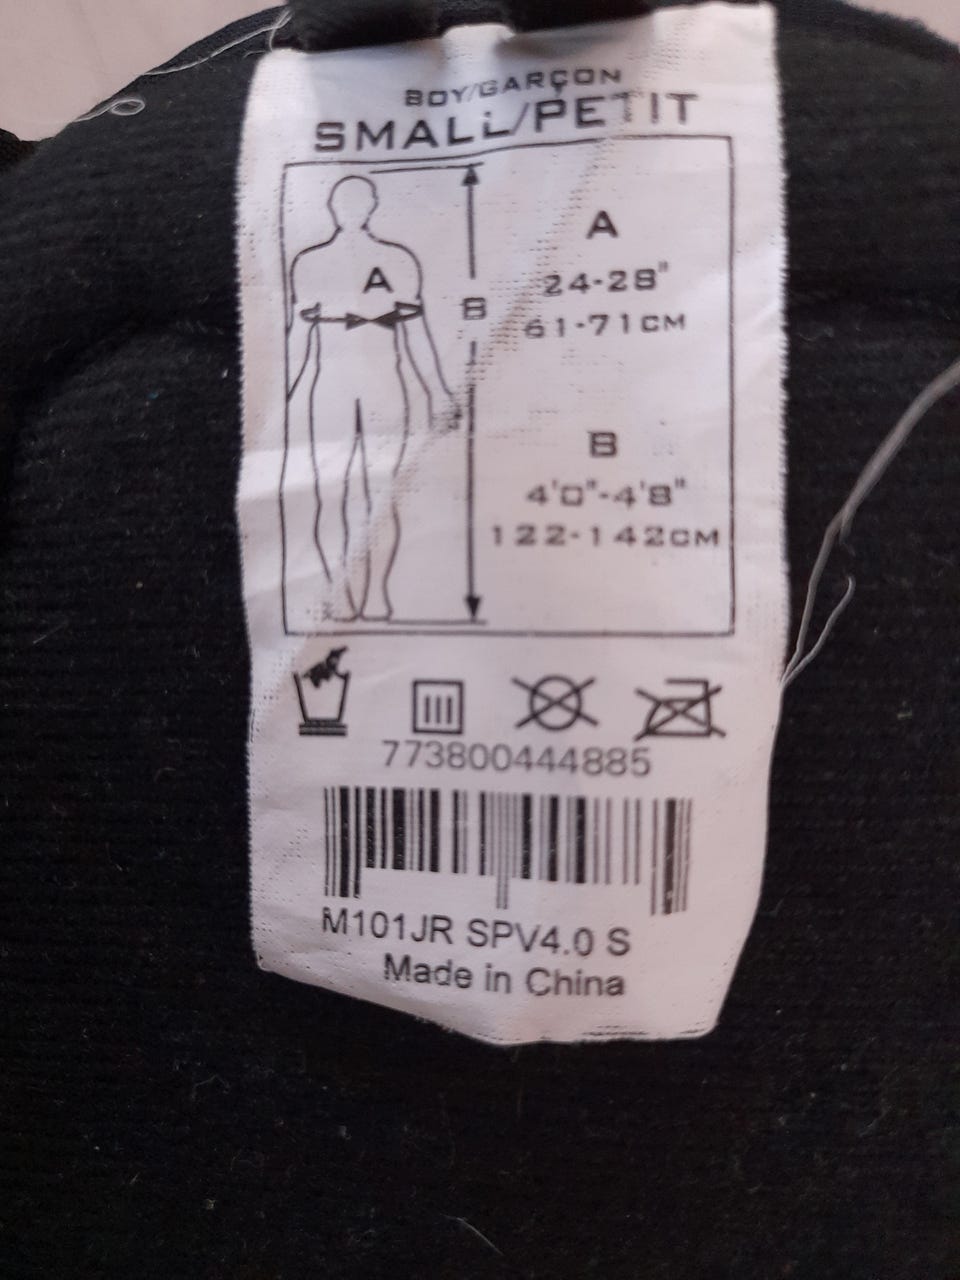 BOY/GARÇON
SMALL/PETIT
A
B
A
24-28"
61-71CM
B
4'0"-4'8"
122-142CM
773800444885
M101JR SPV4.0 S
Made in China